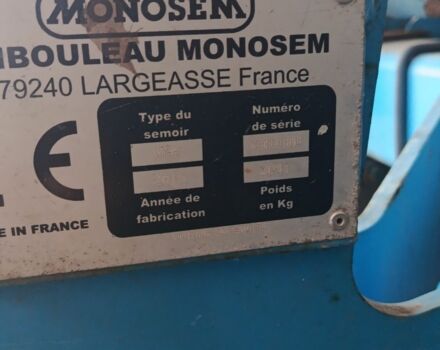 MONOSEM
MBOULEAU MONOSEM
79240 LARGEASSE France
CE
E IN FRANCE
Type du
semoir
Numéro
de série
Année de
fabrication
Poids
en Kg